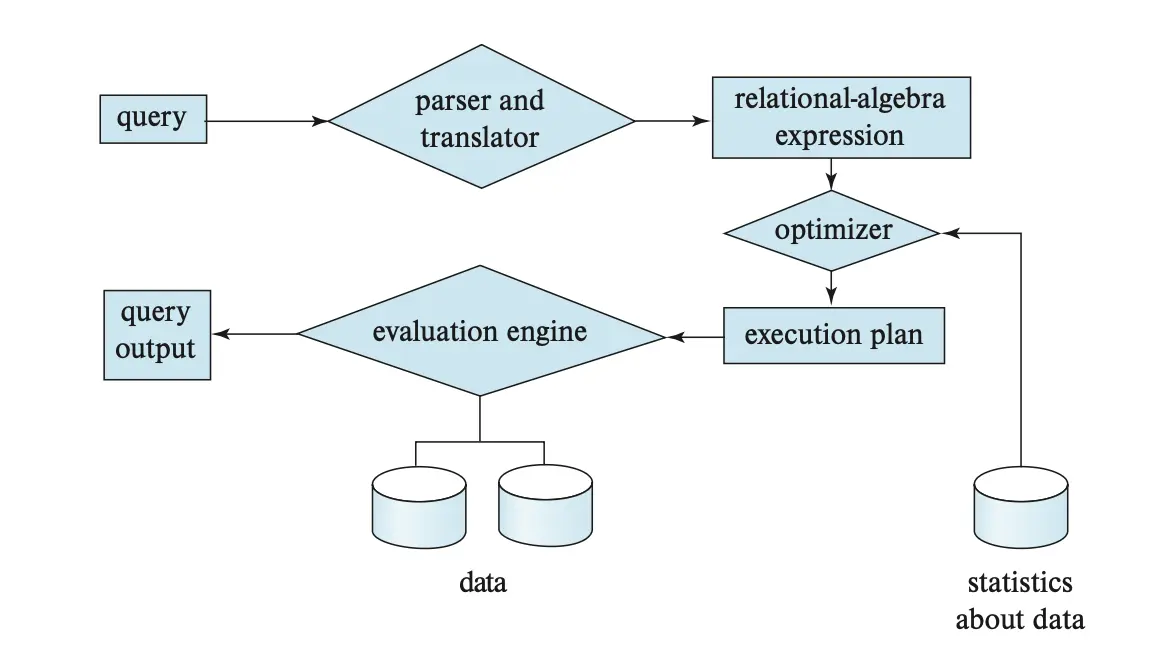 query
parser and
translator
relational-algebra
expression
optimizer
execution plan
evaluation engine
query
output
data
statistics
about data